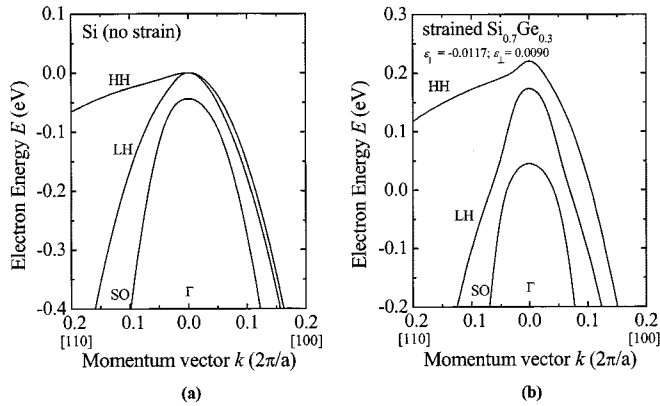 Si (no strain)
HH
LH
SO
Γ
0.0
-0.1
-0.2
-0.3
-0.4
Electron Energy E (eV)
0.2 0.1 0.0 0.1 0.2
[110] [100]
Momentum vector k (2π/a)
(a)
strained Si0.7Ge0.3
ε∥ = -0.0117; ε⊥= 0.0090
HH
LH
SO
Γ
0.3
0.2
0.1
0.0
-0.1
-0.2
Electron Energy E (eV)
0.2 0.1 0.0 0.1 0.2
[110] [100]
Momentum vector k (2π/a)
(b)